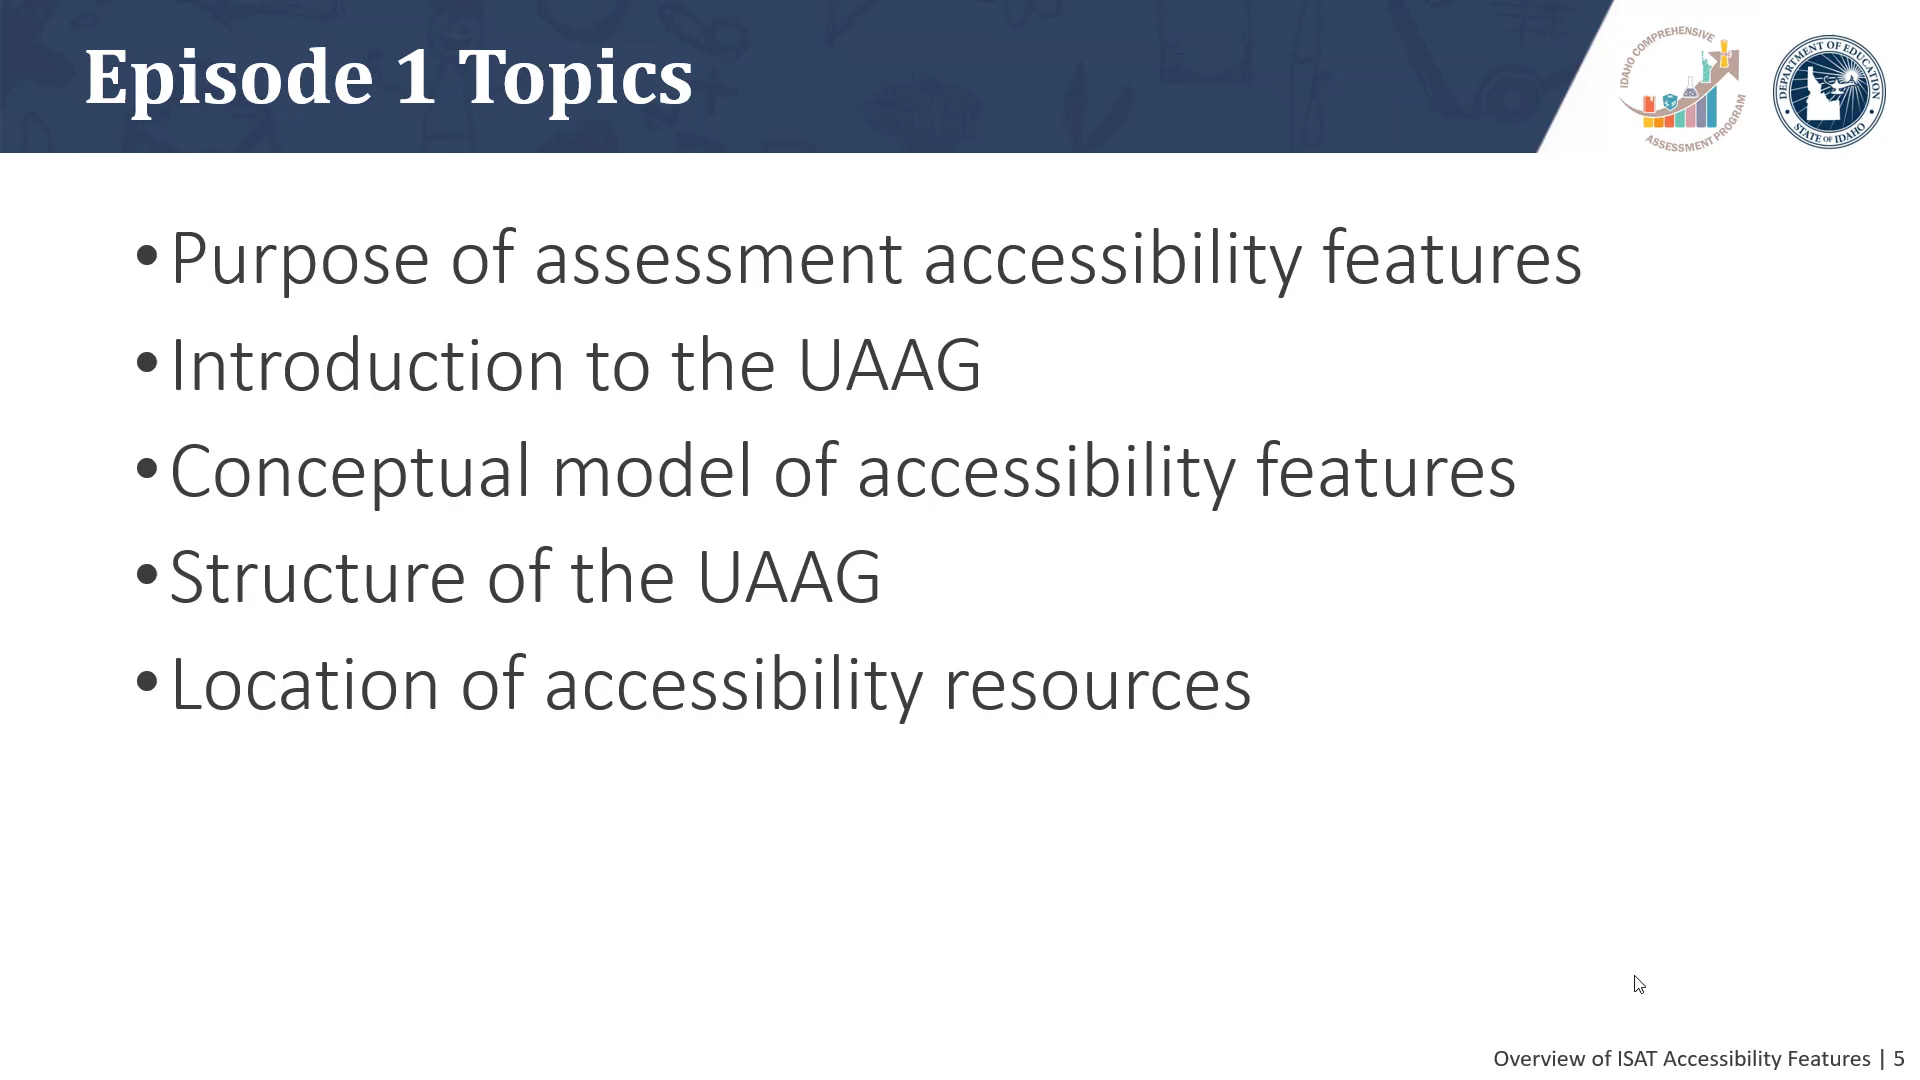 Episode 1 Topics
IDAHO COMPREHENSIVE
ASSESSMENT PROGRAM
DEPARTMENT OF EDUCATION
STATE OF IDAHO
•Purpose of assessment accessibility features
•Introduction to the UAAG
•Conceptual model of accessibility features
•Structure of the UAAG
•Location of accessibility resources
Overview of ISAT Accessibility Features | 5